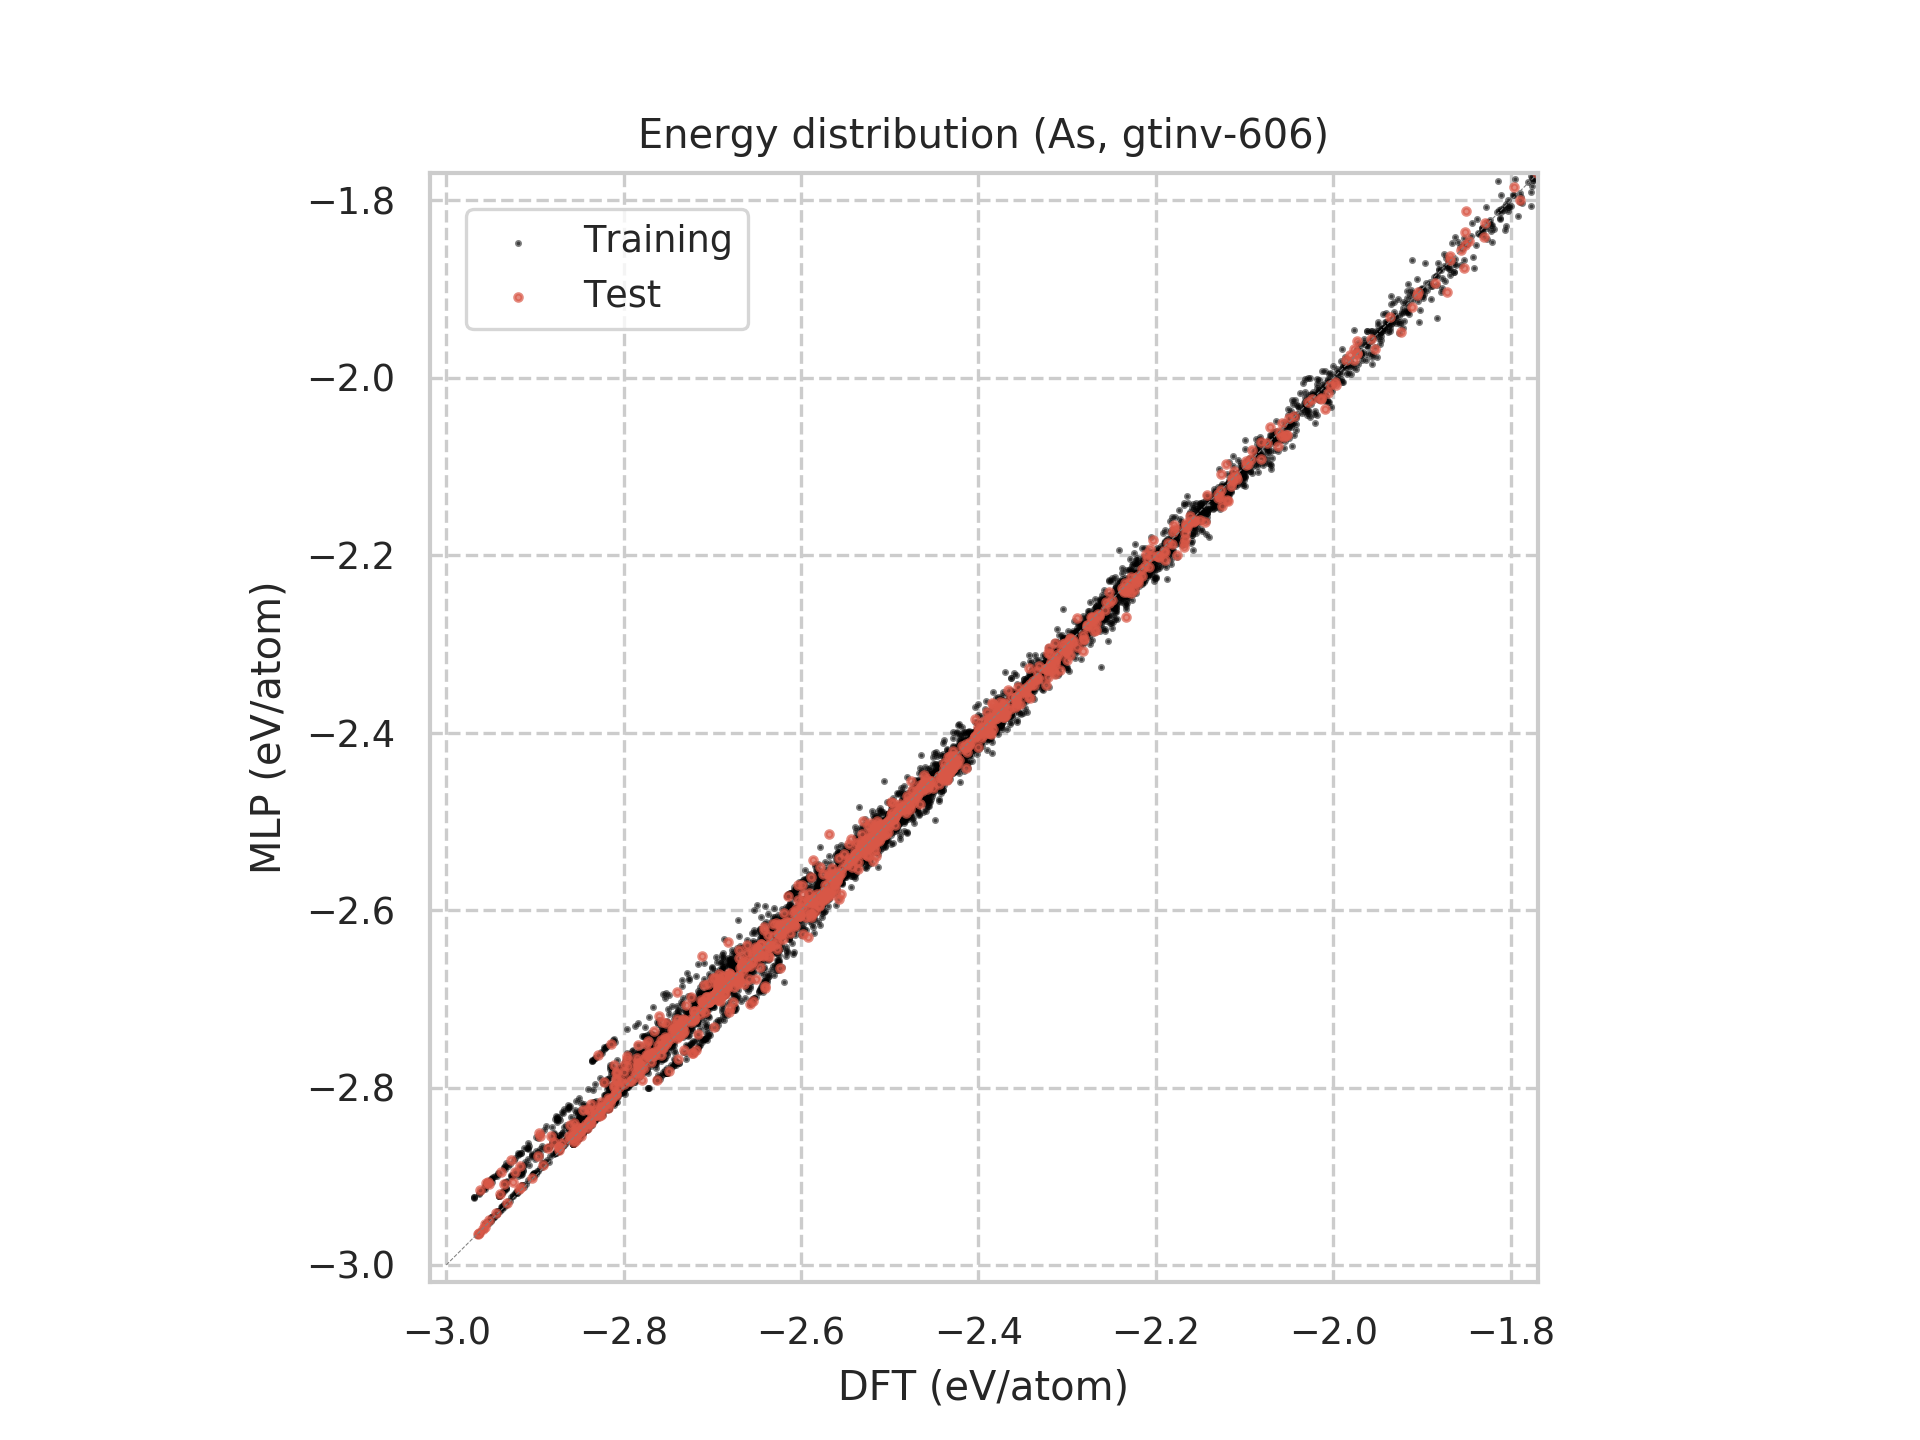 Energy distribution (As, gtinv-606)
Training
Test
MLP (eV/atom)
−1.8
−2.0
−2.2
−2.4
−2.6
−2.8
−3.0
−3.0 −2.8 −2.6 −2.4 −2.2 −2.0 −1.8
DFT (eV/atom)